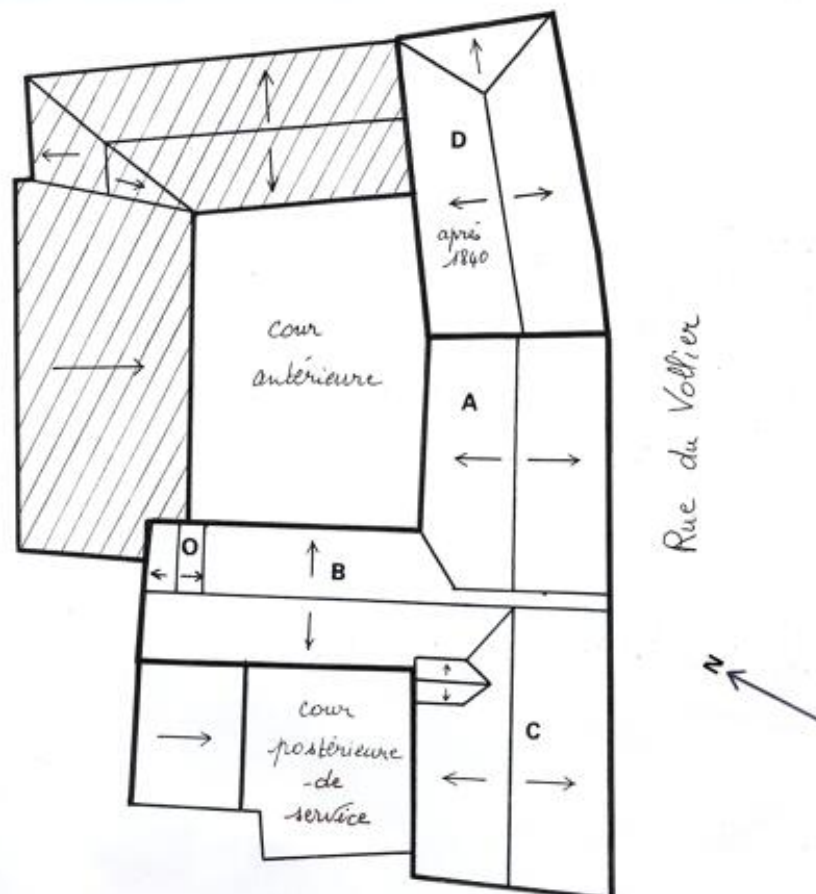 D
après
1840
cour
antérieure
A
Rue du Vollier
O
B
N
cour
postérieure
-de
service
C